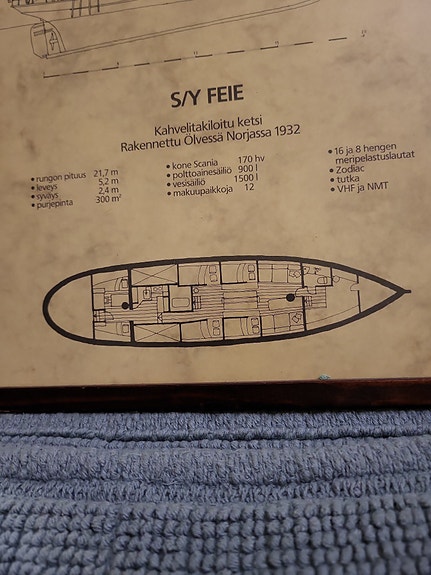 S/Y FEIE
Kahvelitakiloitu ketsi
Rakennettu Ölvessä Norjassa 1932
• rungon pituus 21,7 m
• leveys 5,2 m
• syväys 2,4 m
• purjepinta 300 m²
• kone Scania 170 hv
• polttoainesäiliö 900 l
• vesisäiliö 1500 l
• makuupaikkoja 12
• 16 ja 8 hengen
meripelastuslautat
• Zodiac
• tutka
• VHF ja NMT